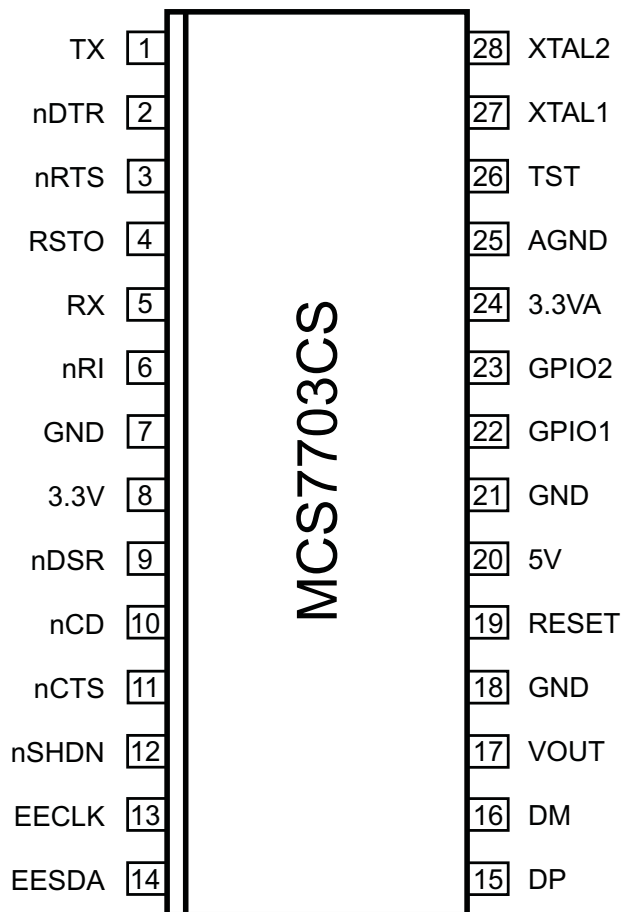 TX 1 28 XTAL2
nDTR 2 27 XTAL1
nRTS 3 26 TST
RSTO 4 25 AGND
RX 5 24 3.3VA
nRI 6 23 GPIO2
GND 7 22 GPIO1
3.3V 8 21 GND
nDSR 9 20 5V
nCD 10 19 RESET
nCTS 11 18 GND
nSHDN 12 17 VOUT
EECLK 13 16 DM
EESDA 14 15 DP
MCS7703CS